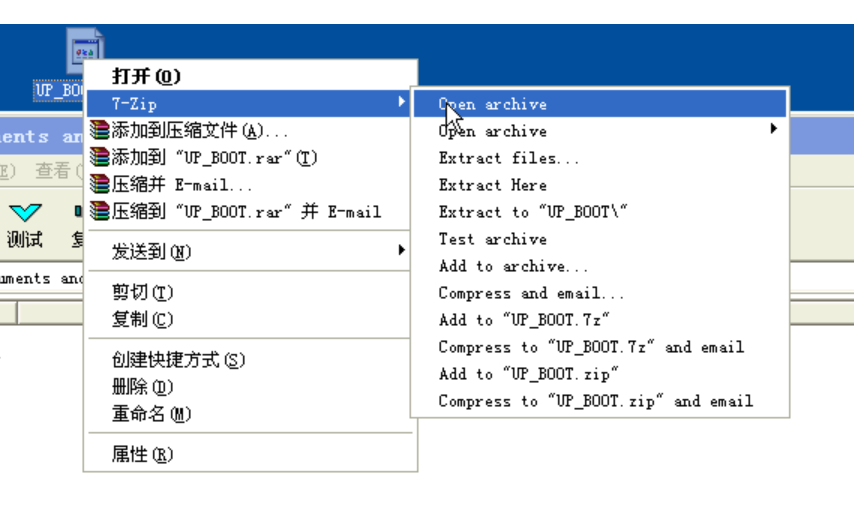 UP_BO
打开(O)
7-Zip
添加到压缩文件(A)...
添加到 "UP_BOOT.rar"(T)
压缩并 E-mail...
压缩到 "UP_BOOT.rar" 并 E-mail
发送到(N)
剪切(T)
复制(C)
创建快捷方式(S)
删除(D)
重命名(M)
属性(R)
Open archive
Open archive
Extract files...
Extract Here
Extract to "UP_BOOT\"
Test archive
Add to archive...
Compress and email...
Add to "UP_BOOT.7z"
Compress to "UP_BOOT.7z" and email
Add to "UP_BOOT.zip"
Compress to "UP_BOOT.zip" and email
ents an
E) 查看(
测试
uments and